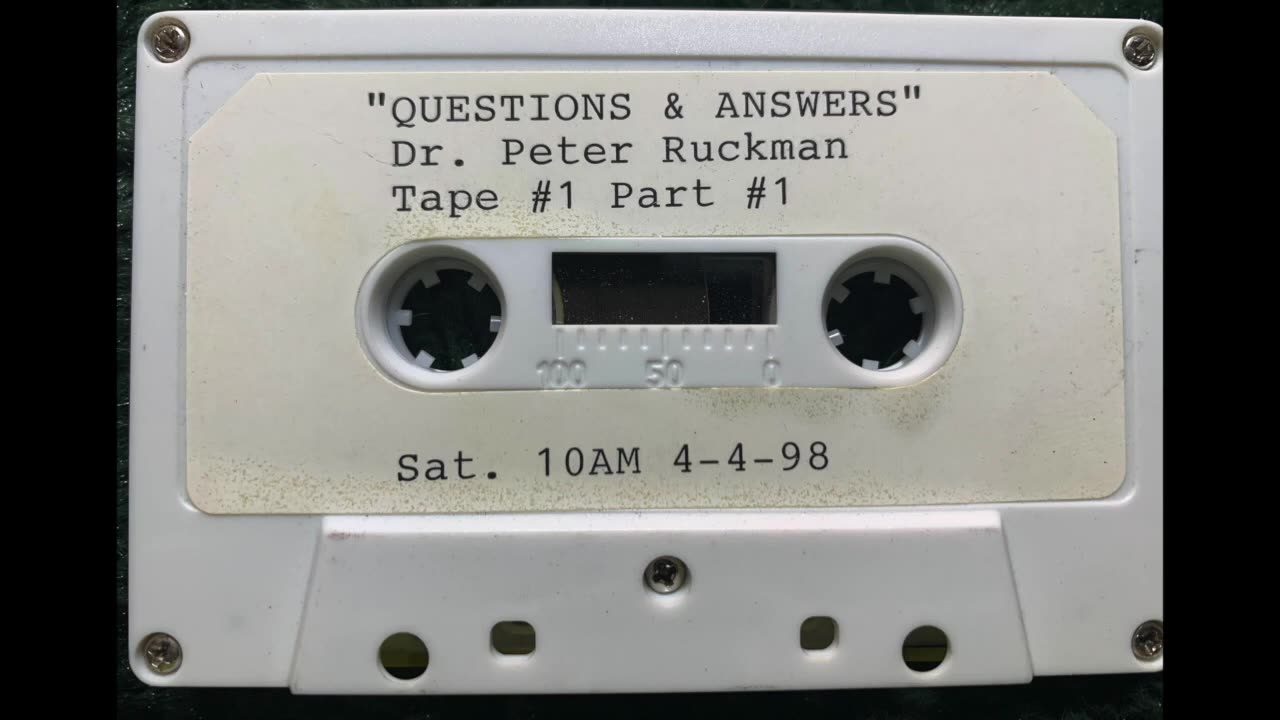 "QUESTIONS & ANSWERS"
Dr. Peter Ruckman
Tape #1 Part #1
100 50 0
Sat. 10AM 4-4-98